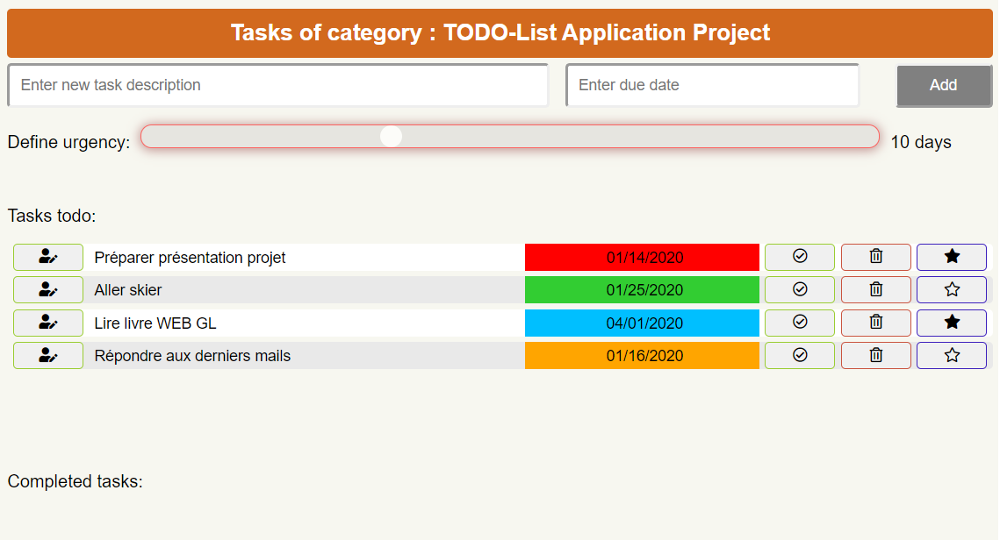 Tasks of category : TODO-List Application Project
Enter new task description Enter due date Add
Define urgency: 10 days
Tasks todo:
Préparer présentation projet 01/14/2020
Aller skier 01/25/2020
Lire livre WEB GL 04/01/2020
Répondre aux derniers mails 01/16/2020
Completed tasks: